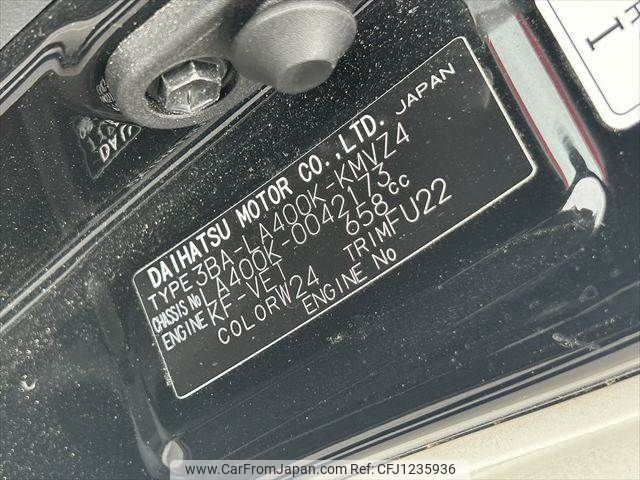 DAIHATSU MOTOR CO.,LTD. JAPAN
TYPE 3BA-LA400K-KMVZ4
CHASSIS No LA400K-0042173
ENGINE KF-VET 658cc
COLOR W24 TRIM FU22
ENGINE No
www.CarFromJapan.com | CFJ1235936